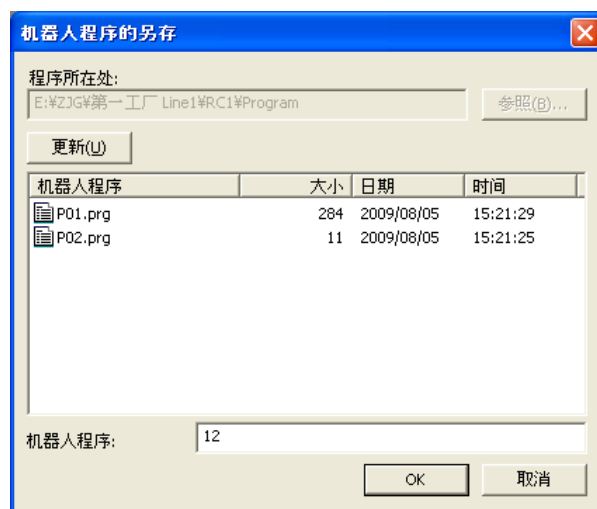 机器人程序的另存
程序所在处:
E:¥ZJG¥第一工厂 Line1¥RC1¥Program 参照(B)...
更新(U)
机器人程序 大小 日期 时间
P01.prg 284 2009/08/05 15:21:29
P02.prg 11 2009/08/05 15:21:25
机器人程序: 12
OK 取消